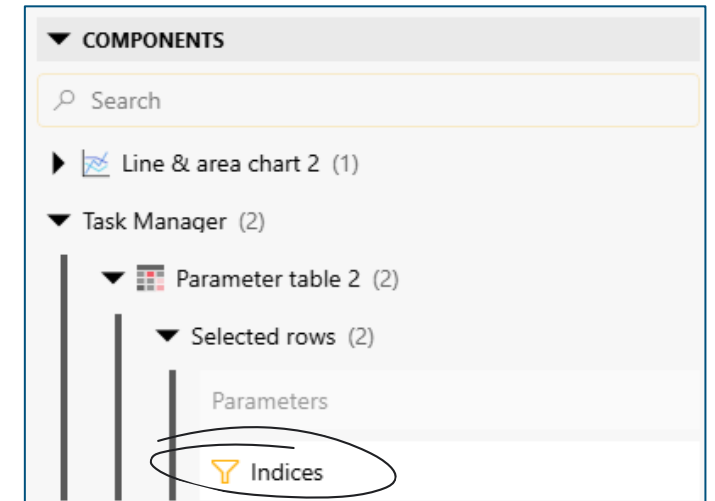 COMPONENTS
Search
Line & area chart 2 (1)
Task Manager (2)
Parameter table 2 (2)
Selected rows (2)
Parameters
Indices